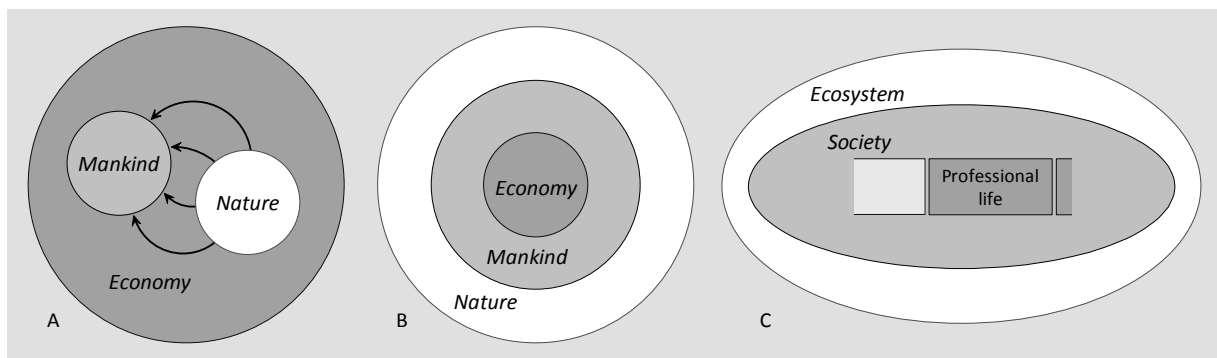 Mankind
Nature
Economy
A
Economy
Mankind
Nature
B
Ecosystem
Society
Professional
life
C